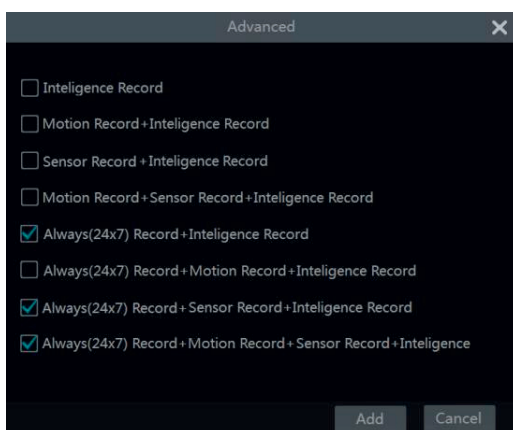 Advanced
Inteligence Record
Motion Record+Inteligence Record
Sensor Record+Inteligence Record
Motion Record+Sensor Record+Inteligence Record
Always(24x7) Record+Inteligence Record
Always(24x7) Record+Motion Record+Inteligence Record
Always(24x7) Record+Sensor Record+Inteligence Record
Always(24x7) Record+Motion Record+Sensor Record+Inteligence
Add Cancel